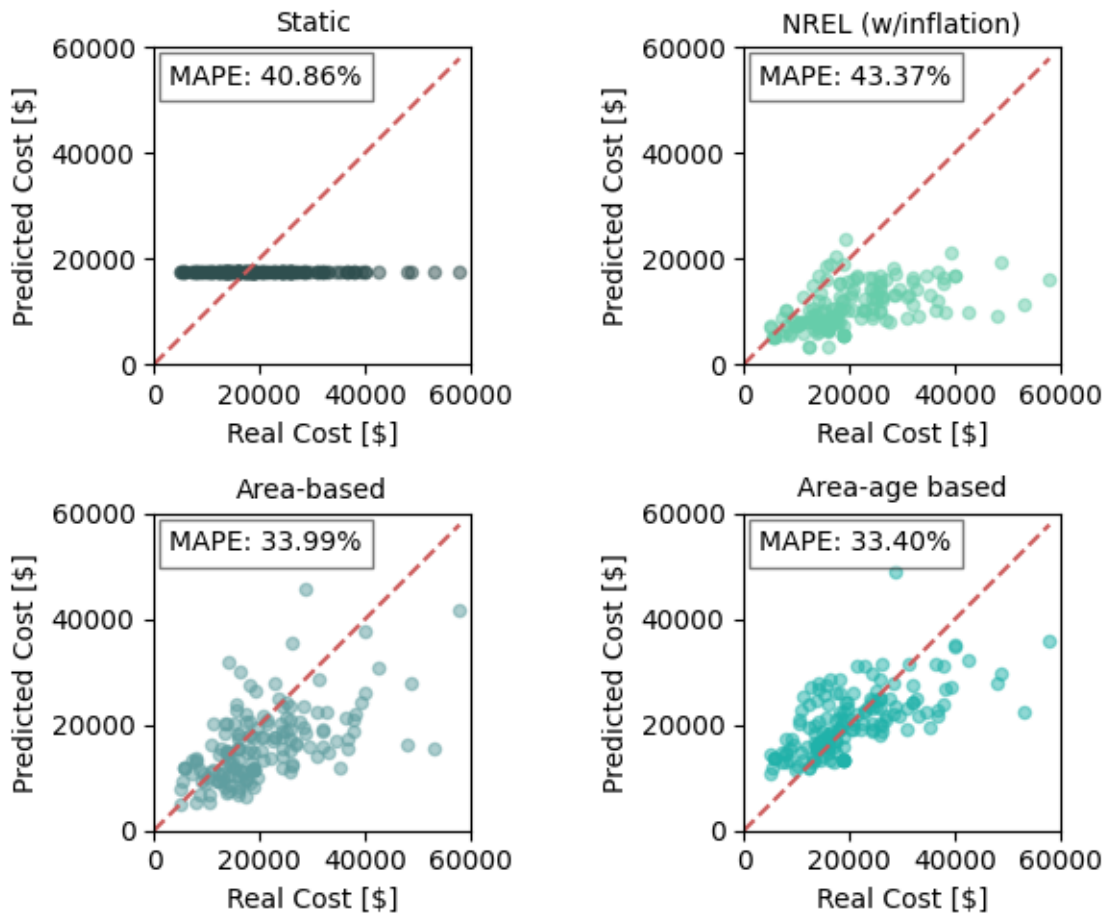 Static
MAPE: 40.86%
Predicted Cost [$]
60000
40000
20000
0
0 20000 40000 60000
Real Cost [$]
NREL (w/inflation)
MAPE: 43.37%
Predicted Cost [$]
60000
40000
20000
0
0 20000 40000 60000
Real Cost [$]
Area-based
MAPE: 33.99%
Predicted Cost [$]
60000
40000
20000
0
0 20000 40000 60000
Real Cost [$]
Area-age based
MAPE: 33.40%
Predicted Cost [$]
60000
40000
20000
0
0 20000 40000 60000
Real Cost [$]